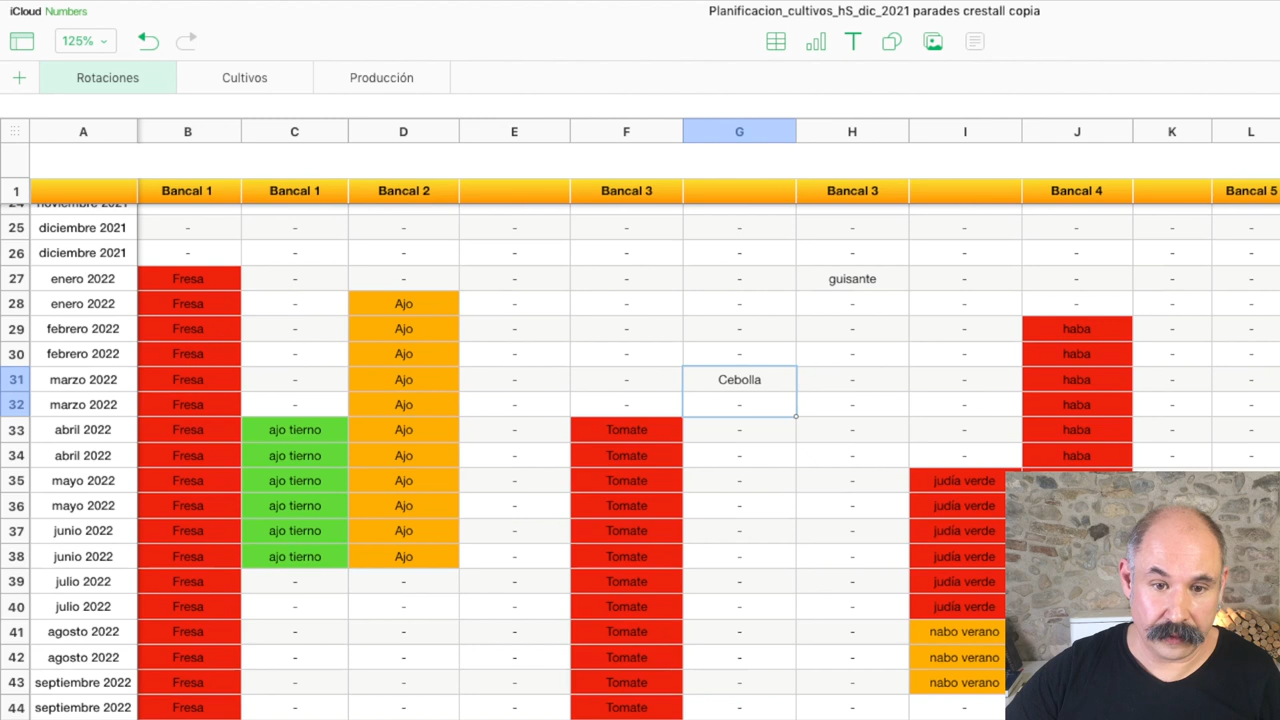 iCloud Numbers
Planificacion_cultivos_hS_dic_2021 parades crestall copia
125%
Rotaciones Cultivos Producción
A B C D E F G H I J K L
1 Bancal 1 Bancal 1 Bancal 2 Bancal 3 Bancal 3 Bancal 4 Bancal 5
24 noviembre 2021
25 diciembre 2021 - - - - - - - - - - -
26 diciembre 2021 - - - - - - - - - - -
27 enero 2022 Fresa - - - - - guisante - - - -
28 enero 2022 Fresa - Ajo - - - - - - - -
29 febrero 2022 Fresa - Ajo - - - - - haba - -
30 febrero 2022 Fresa - Ajo - - - - - haba - -
31 marzo 2022 Fresa - Ajo - - Cebolla - - haba - -
32 marzo 2022 Fresa - Ajo - - - - - haba - -
33 abril 2022 Fresa ajo tierno Ajo - Tomate - - - haba - -
34 abril 2022 Fresa ajo tierno Ajo - Tomate - - - haba - -
35 mayo 2022 Fresa ajo tierno Ajo - Tomate - - judía verde
36 mayo 2022 Fresa ajo tierno Ajo - Tomate - - judía verde
37 junio 2022 Fresa ajo tierno Ajo - Tomate - - judía verde
38 junio 2022 Fresa ajo tierno Ajo - Tomate - - judía verde
39 julio 2022 Fresa - - - Tomate - - judía verde
40 julio 2022 Fresa - - - Tomate - - judía verde
41 agosto 2022 Fresa - - - Tomate - - nabo verano
42 agosto 2022 Fresa - - - Tomate - - nabo verano
43 septiembre 2022 Fresa - - - Tomate - - nabo verano
44 septiembre 2022 Fresa - - - Tomate - - -